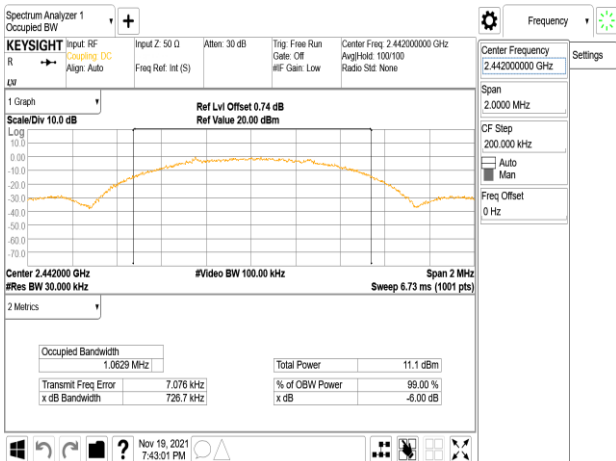 Spectrum Analyzer 1
Occupied BW
+
Frequency
KEYSIGHT
R
Input: RF
Coupling: DC
Align: Auto
Input Z: 50 Ω
Freq Ref: Int (S)
Atten: 30 dB
Trig: Free Run
Gate: Off
#IF Gain: Low
Center Freq: 2.442000000 GHz
Avg|Hold: 100/100
Radio Std: None
Center Frequency
2.442000000 GHz
Settings
Span
2.0000 MHz
CF Step
200.000 kHz
Auto
Man
Freq Offset
0 Hz
1 Graph
Scale/Div 10.0 dB
Ref Lvl Offset 0.74 dB
Ref Value 20.00 dBm
Log
10.0
0.00
-10.0
-20.0
-30.0
-40.0
-50.0
-60.0
-70.0
Center 2.442000 GHz
#Res BW 30.000 kHz
#Video BW 100.00 kHz
Span 2 MHz
Sweep 6.73 ms (1001 pts)
2 Metrics
Occupied Bandwidth
1.0629 MHz
Total Power 11.1 dBm
Transmit Freq Error 7.076 kHz
% of OBW Power 99.00 %
x dB Bandwidth 726.7 kHz
x dB -6.00 dB
?
Nov 19, 2021
7:43:01 PM